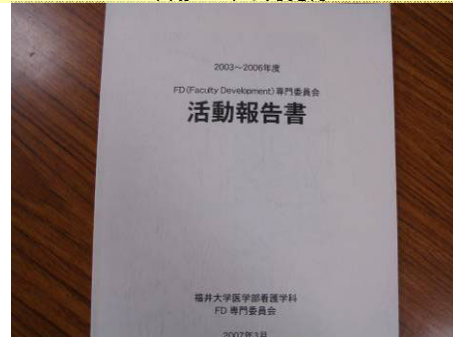 2003～2006年度
FD(Faculty Development)専門委員会
活動報告書
福井大学医学部看護学科
FD 専門委員会
2007年3月